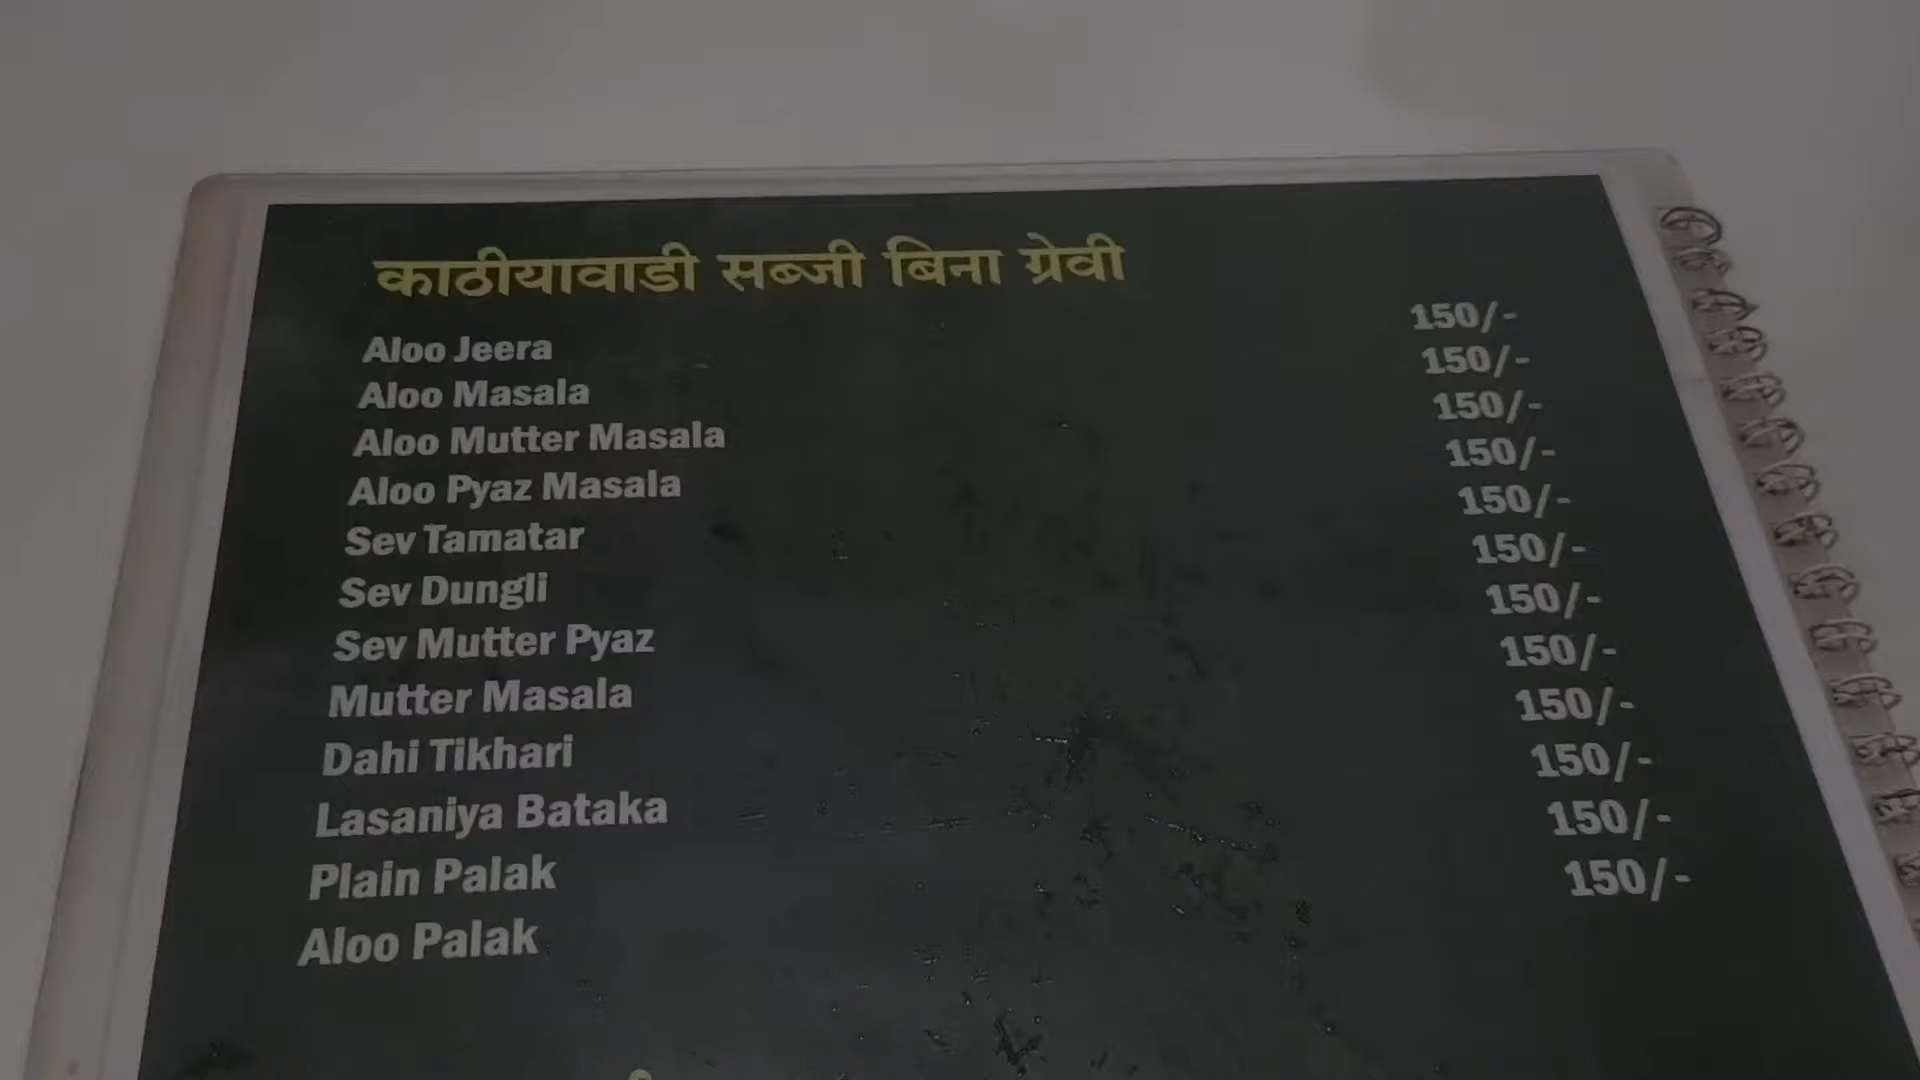 काठीयावाडी सब्जी बिना ग्रेवी
Aloo Jeera 150/-
Aloo Masala 150/-
Aloo Mutter Masala 150/-
Aloo Pyaz Masala 150/-
Sev Tamatar 150/-
Sev Dungli 150/-
Sev Mutter Pyaz 150/-
Mutter Masala 150/-
Dahi Tikhari 150/-
Lasaniya Bataka 150/-
Plain Palak 150/-
Aloo Palak 150/-